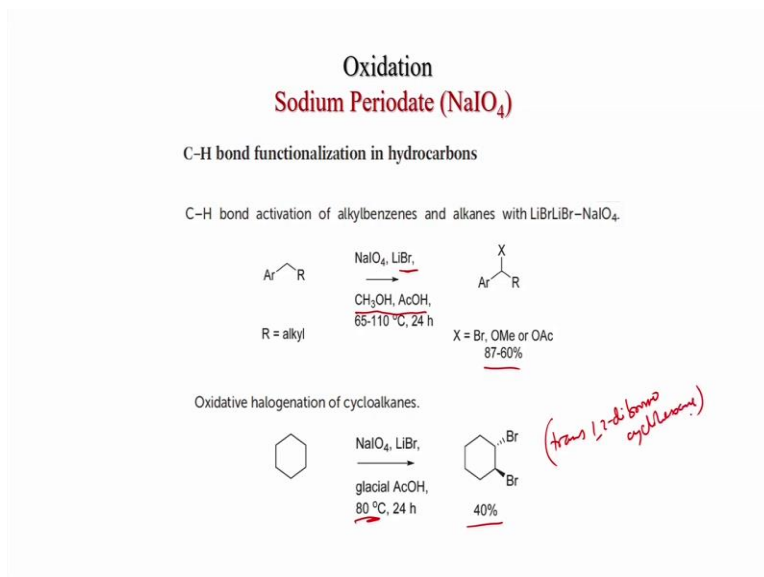 Oxidation
Sodium Periodate (NaIO₄)
C–H bond functionalization in hydrocarbons
C–H bond activation of alkylbenzenes and alkanes with LiBrLiBr–NaIO₄.
Ar R
NaIO₄, LiBr,
CH₃OH, AcOH,
65-110 °C, 24 h
X
Ar R
R = alkyl
X = Br, OMe or OAc
87-60%
Oxidative halogenation of cycloalkanes.
NaIO₄, LiBr,
glacial AcOH,
80 °C, 24 h
Br
Br
40%
(trans 1,2-dibromo
cyclohexane)